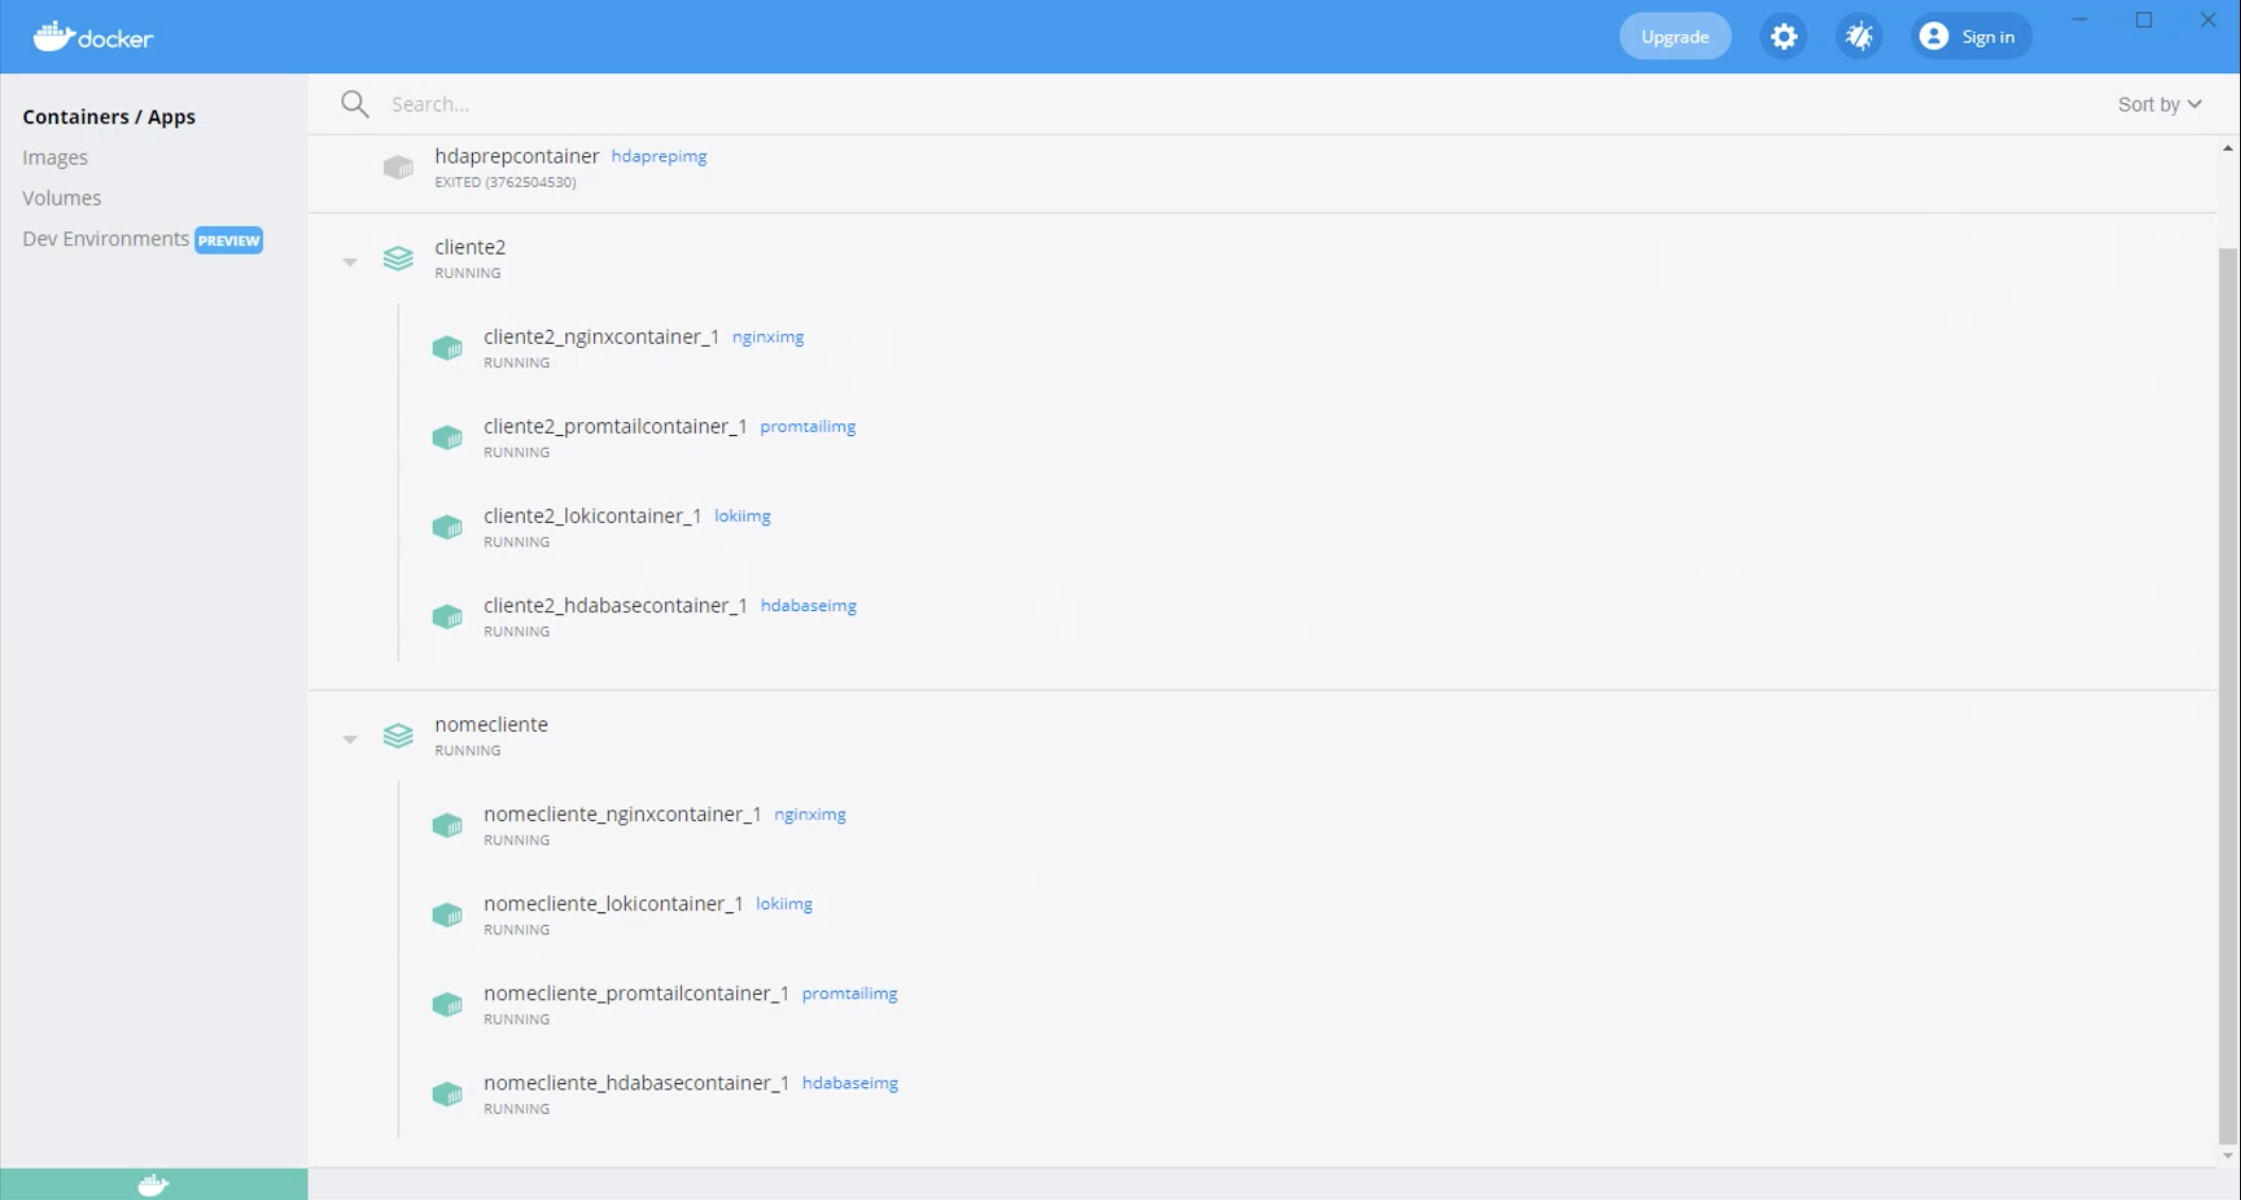 docker
Upgrade
Sign in
Containers / Apps
Images
Volumes
Dev Environments PREVIEW
Search...
Sort by
hdaprepcontainer hdaprepimg
EXITED (3762504530)
cliente2
RUNNING
cliente2_nginxcontainer_1 nginximg
RUNNING
cliente2_promtailcontainer_1 promtailimg
RUNNING
cliente2_lokicontainer_1 lokiimg
RUNNING
cliente2_hdabasecontainer_1 hdabaseimg
RUNNING
nomecliente
RUNNING
nomecliente_nginxcontainer_1 nginximg
RUNNING
nomecliente_lokicontainer_1 lokiimg
RUNNING
nomecliente_promtailcontainer_1 promtailimg
RUNNING
nomecliente_hdabasecontainer_1 hdabaseimg
RUNNING